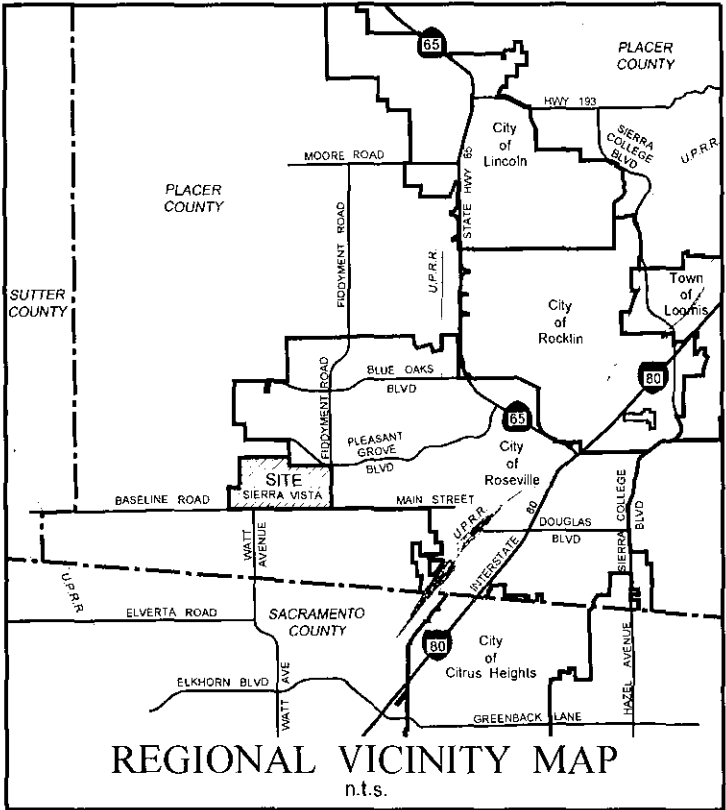 65
PLACER
COUNTY
HWY 193
City
of
Lincoln
SIERRA
COLLEGE
BLVD
U.P.R.R.
MOORE ROAD
STATE HWY 65
PLACER
COUNTY
FIDDYMENT ROAD
U.P.R.R.
SUTTER
COUNTY
Town
of
Loomis
City
of
Rocklin
BLUE OAKS
BLVD
80
FIDDYMENT ROAD
65
PLEASANT
GROVE
BLVD
City
of
Roseville
SITE
SIERRA VISTA
BASELINE ROAD
MAIN STREET
WATT
AVENUE
U.P.R.R.
INTERSTATE 80
DOUGLAS
BLVD
SIERRA COLLEGE
BLVD
U.P.R.R
ELVERTA ROAD
SACRAMENTO
COUNTY
80
City
of
Citrus Heights
HAZEL AVENUE
ELKHORN BLVD
WATT AVE
GREENBACK LANE
REGIONAL VICINITY MAP
n.t.s.